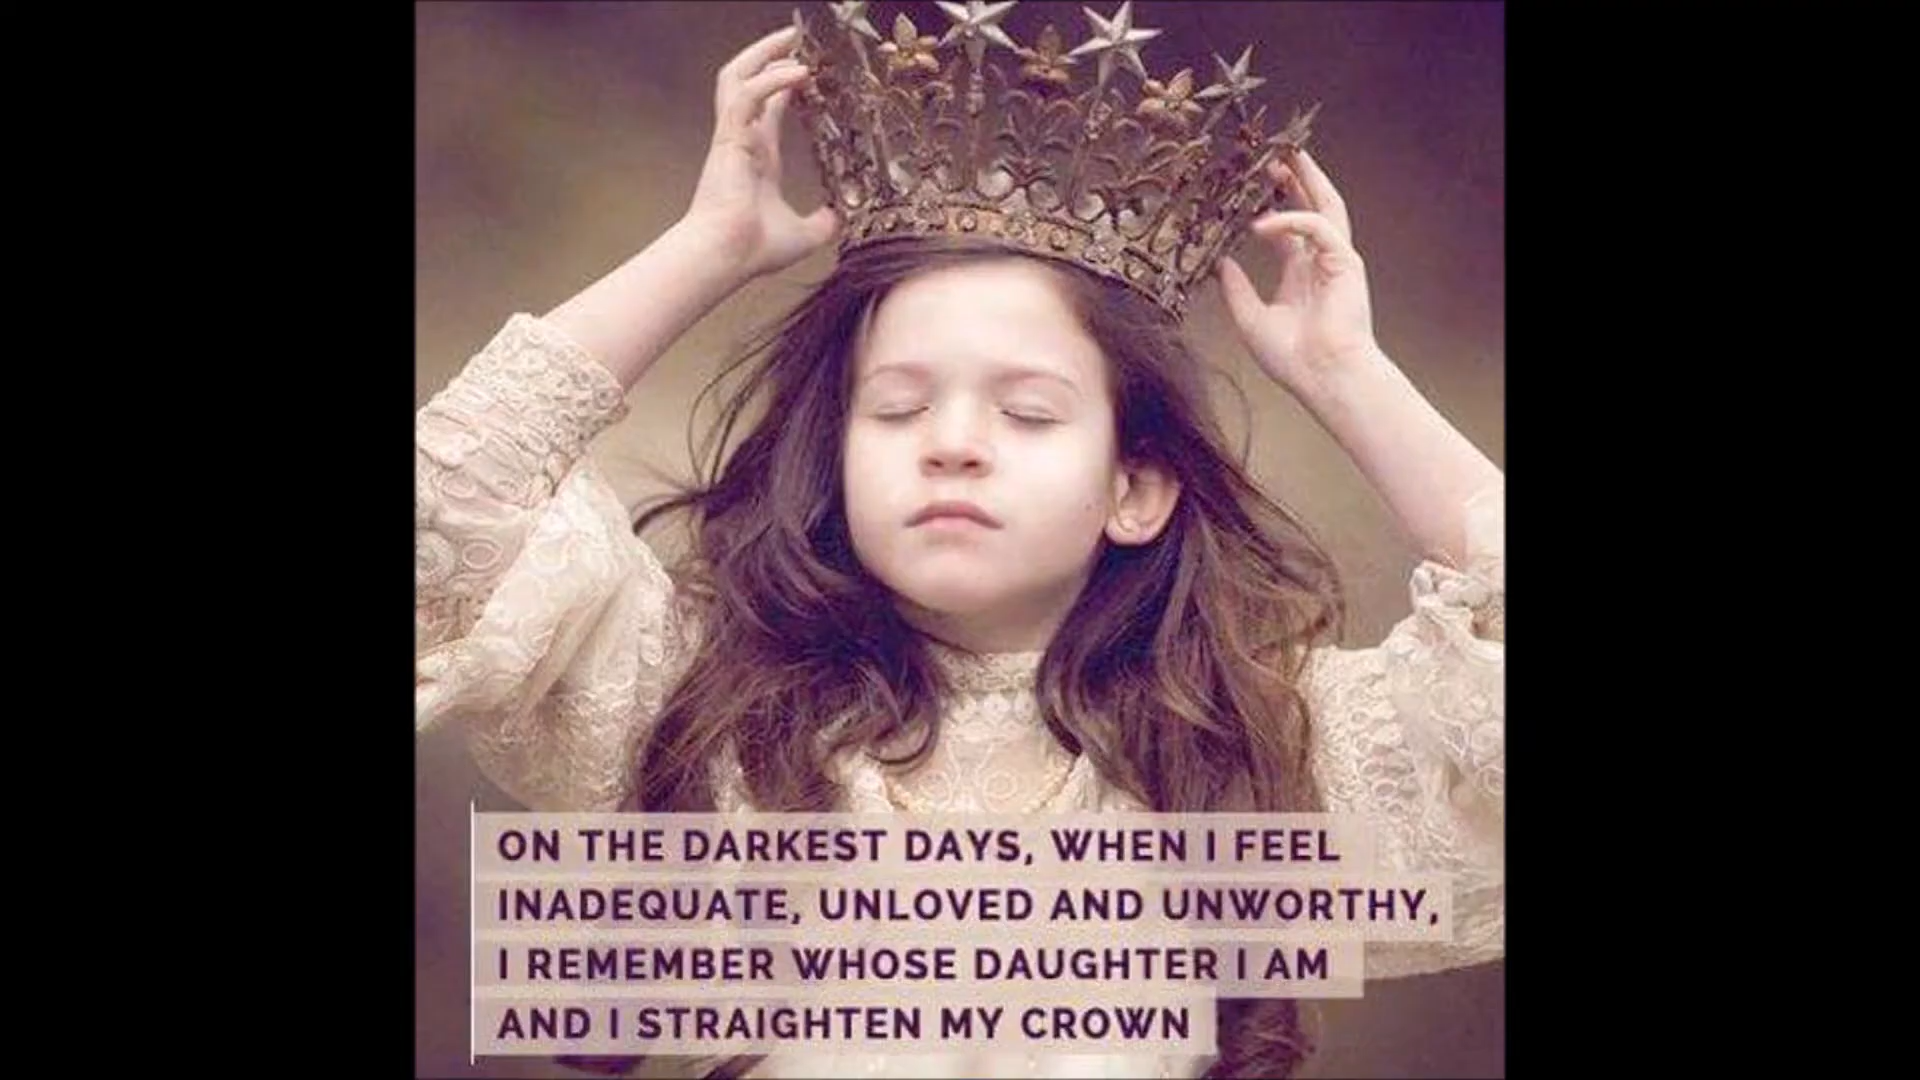 ON THE DARKEST DAYS, WHEN I FEEL
INADEQUATE, UNLOVED AND UNWORTHY,
I REMEMBER WHOSE DAUGHTER I AM
AND I STRAIGHTEN MY CROWN